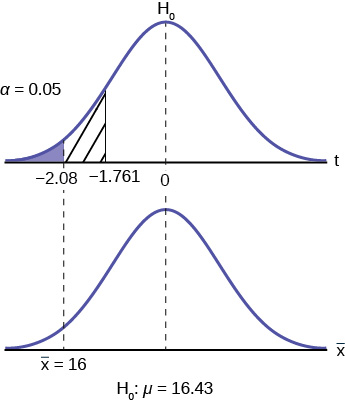 H₀
α = 0.05
t
−2.08 −1.761 0
x̅
x̅ = 16
H₀: μ = 16.43